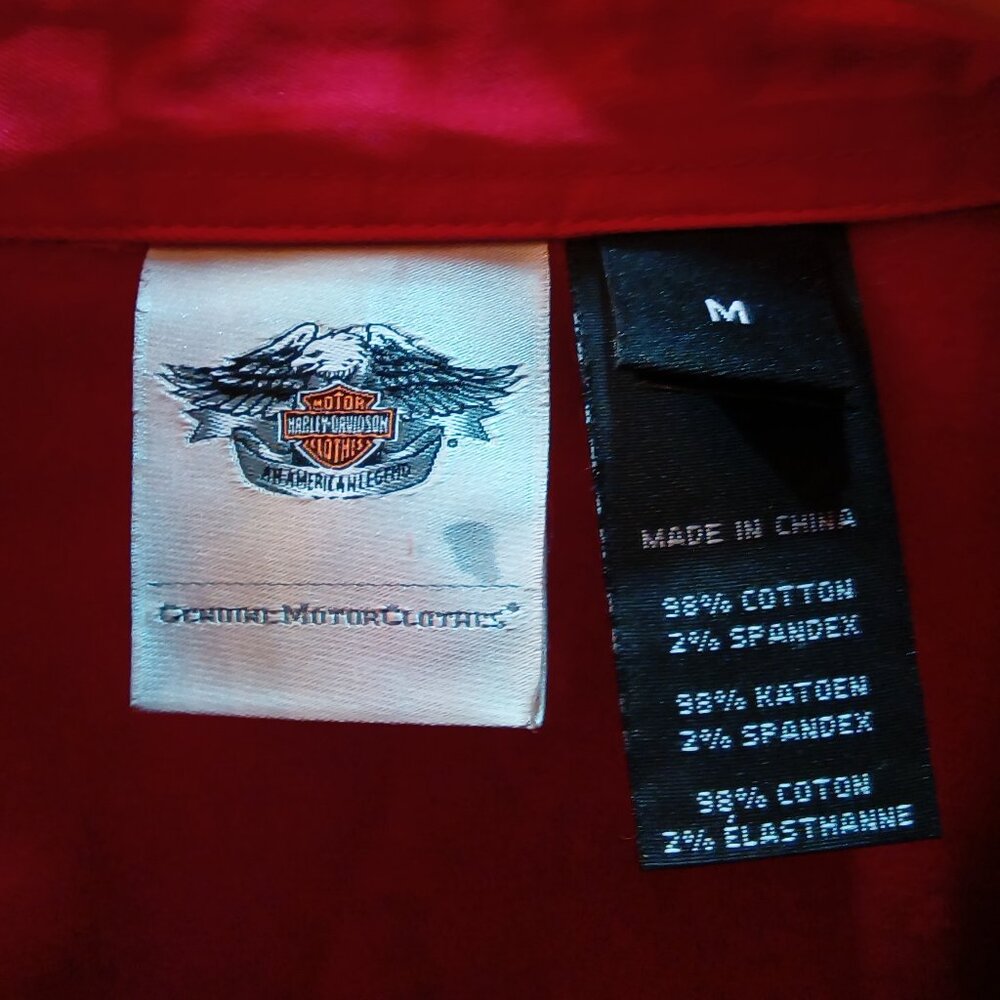 MOTOR
HARLEY-DAVIDSON
CLOTHES
AN AMERICAN LEGEND
GENUINE MOTORCLOTHES®
M
MADE IN CHINA
98% COTTON
2% SPANDEX
98% KATOEN
2% SPANDEX
98% COTON
2% ÉLASTHANNE